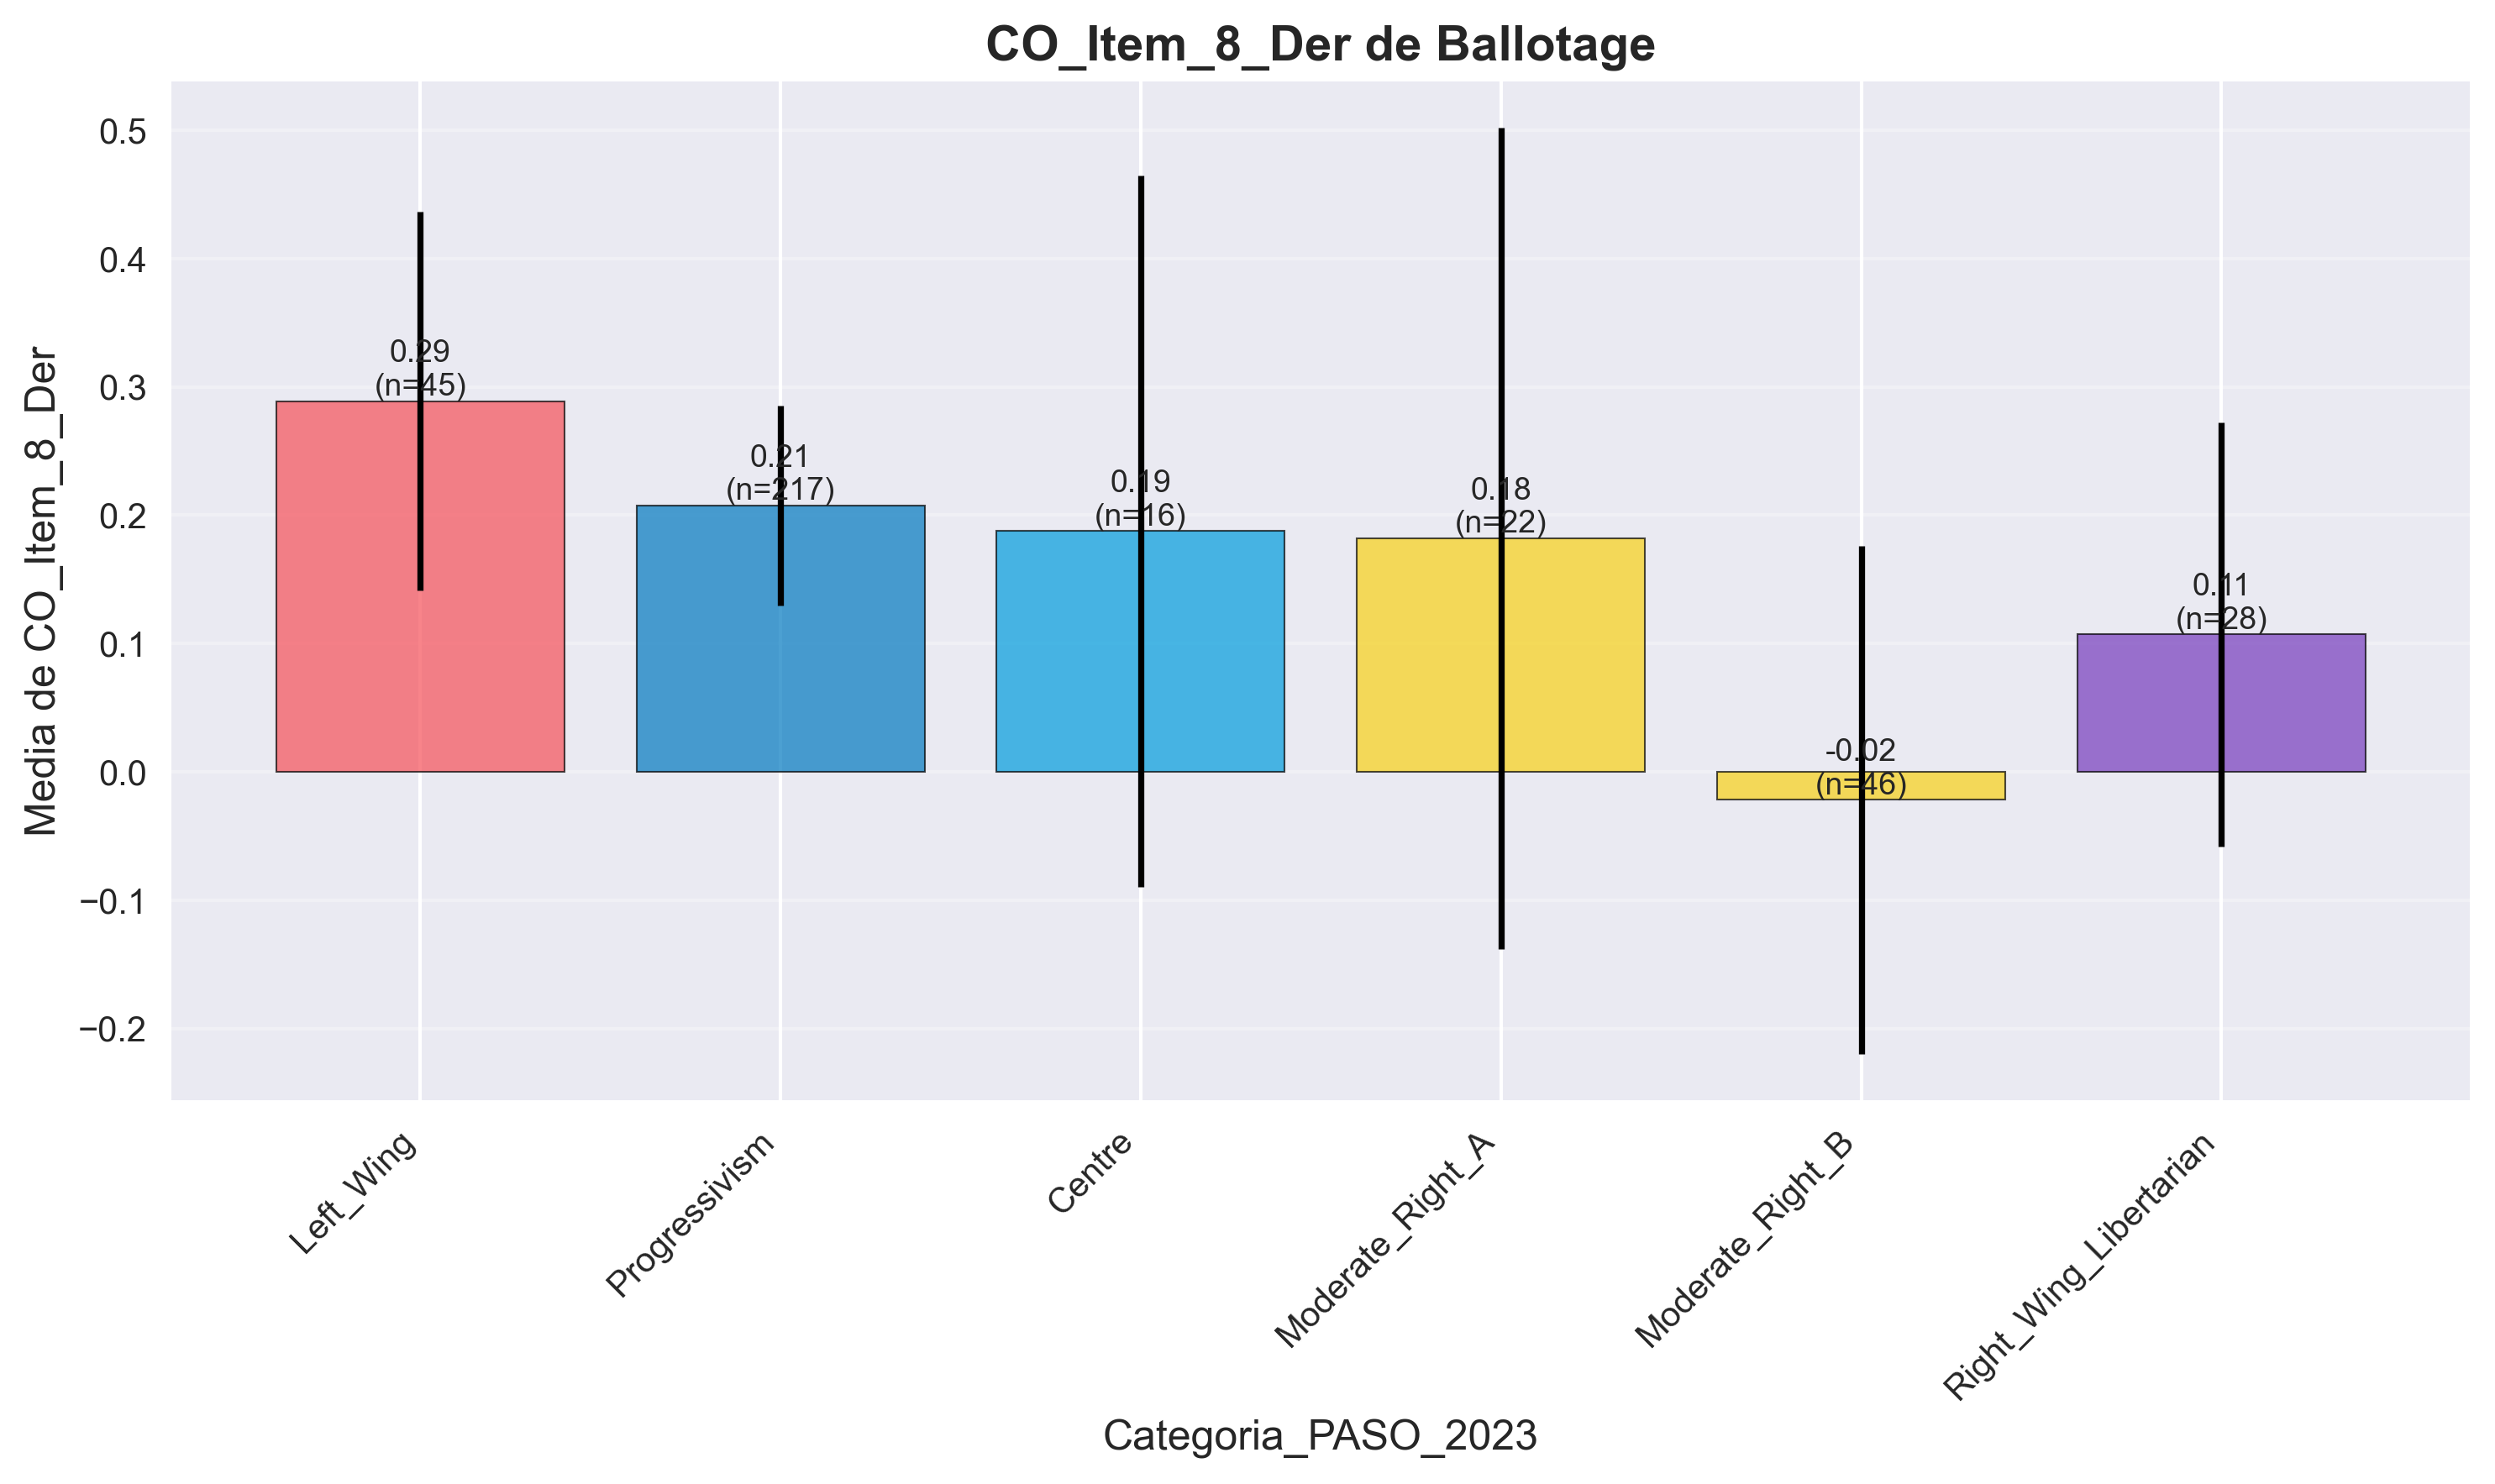 CO_Item_8_Der de Ballotage
Media de CO_Item_8_Der
0.5
0.4
0.3
0.2
0.1
0.0
−0.1
−0.2
0.29
(n=45)
0.21
(n=217)
0.19
(n=16)
0.18
(n=22)
-0.02
(n=46)
0.11
(n=28)
Left_Wing
Progressivism
Centre
Moderate_Right_A
Moderate_Right_B
Right_Wing_Libertarian
Categoria_PASO_2023